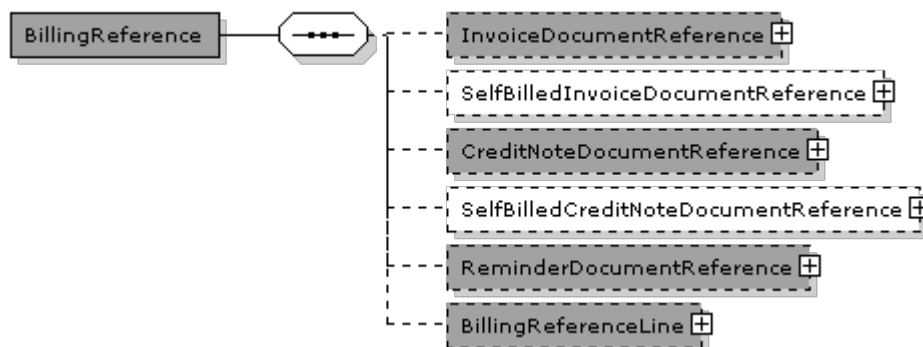 BillingReference
InvoiceDocumentReference
SelfBilledInvoiceDocumentReference
CreditNoteDocumentReference
SelfBilledCreditNoteDocumentReference
ReminderDocumentReference
BillingReferenceLine